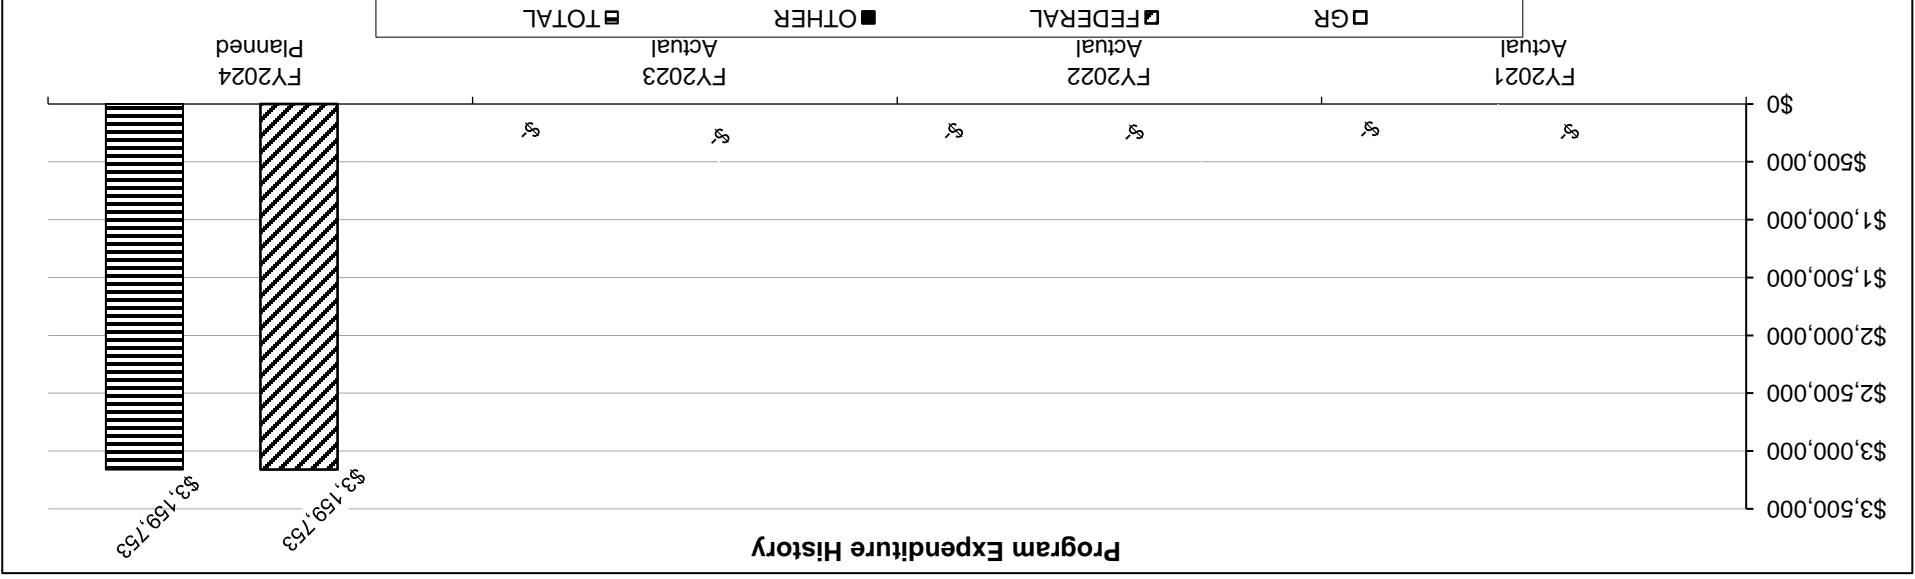 Program Expenditure History
$3,500,000
$3,000,000
$2,500,000
$2,000,000
$1,500,000
$1,000,000
$500,000
$0
$-
$-
$-
$-
$-
$-
$3,159,753
$3,159,753
FY2021
Actual
FY2022
Actual
FY2023
Actual
FY2024
Planned
GR
FEDERAL
OTHER
TOTAL